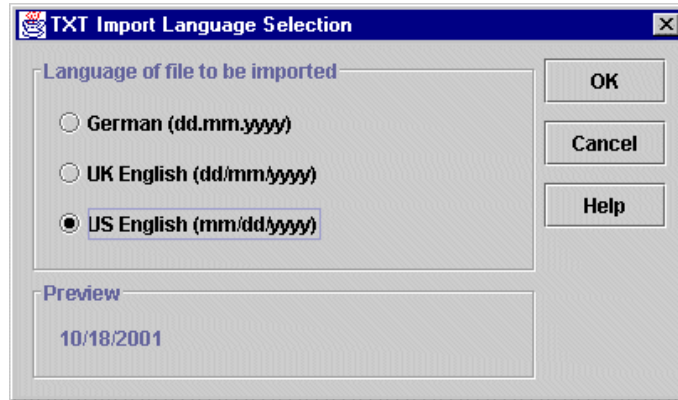 TXT Import Language Selection
Language of file to be imported
German (dd.mm.yyyy)
UK English (dd/mm/yyyy)
US English (mm/dd/yyyy)
OK
Cancel
Help
Preview
10/18/2001